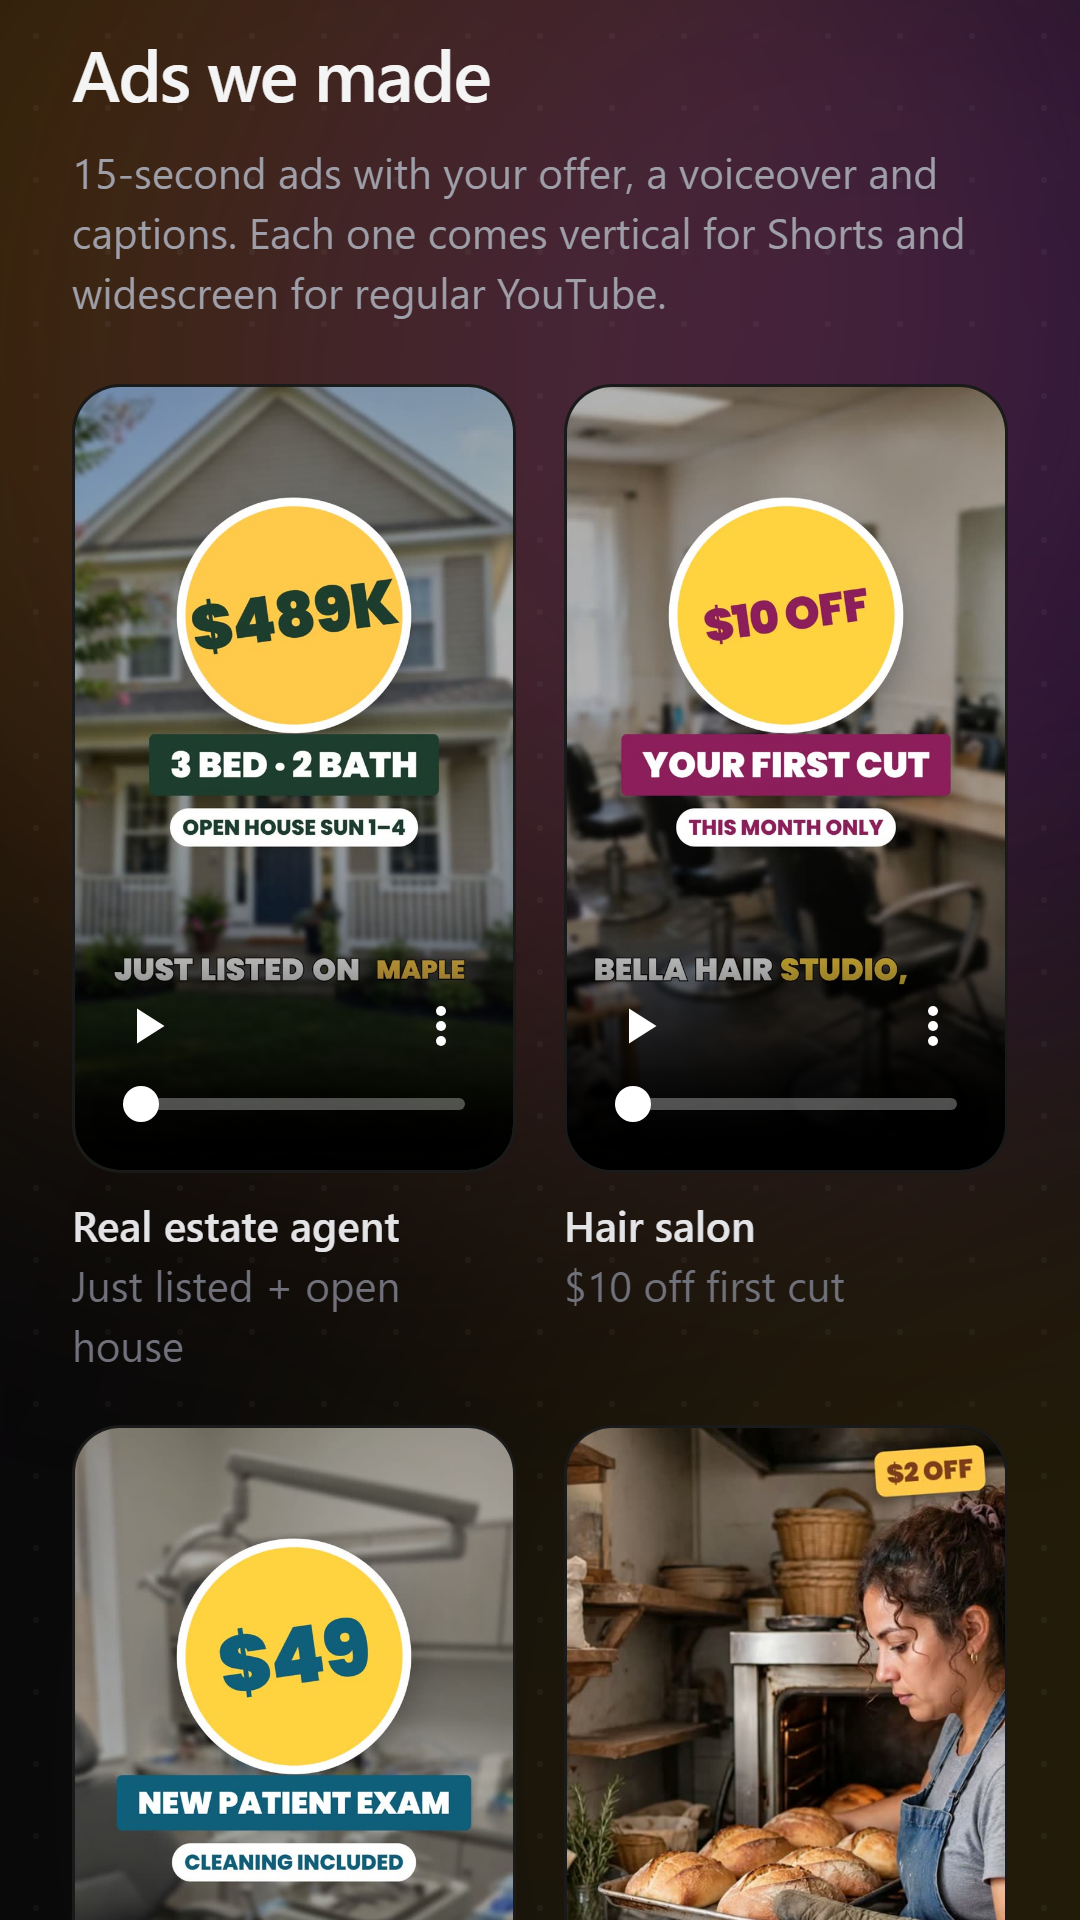 Ads we made
15-second ads with your offer, a voiceover and
captions. Each one comes vertical for Shorts and
widescreen for regular YouTube.
$489K
3 BED • 2 BATH
OPEN HOUSE SUN 1–4
JUST LISTED ON MAPLE
$10 OFF
YOUR FIRST CUT
THIS MONTH ONLY
BELLA HAIR STUDIO,
Real estate agent
Just listed + open
house
Hair salon
$10 off first cut
$49
NEW PATIENT EXAM
CLEANING INCLUDED
$2 OFF